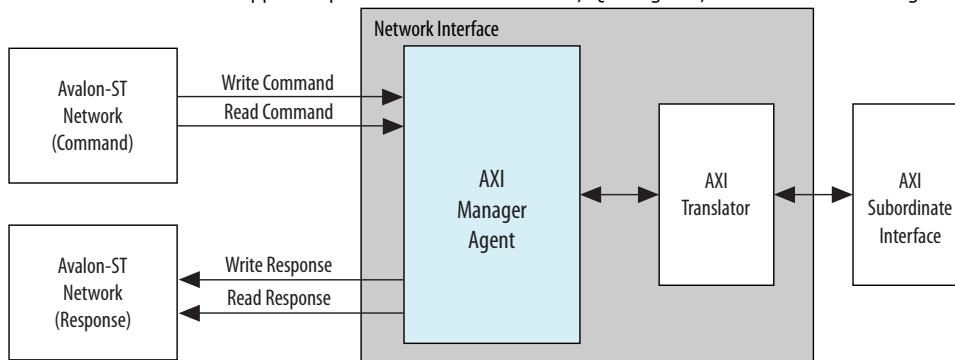 Network Interface
Avalon-ST
Network
(Command)
Write Command
Read Command
AXI
Manager
Agent
AXI
Translator
AXI
Subordinate
Interface
Avalon-ST
Network
(Response)
Write Response
Read Response